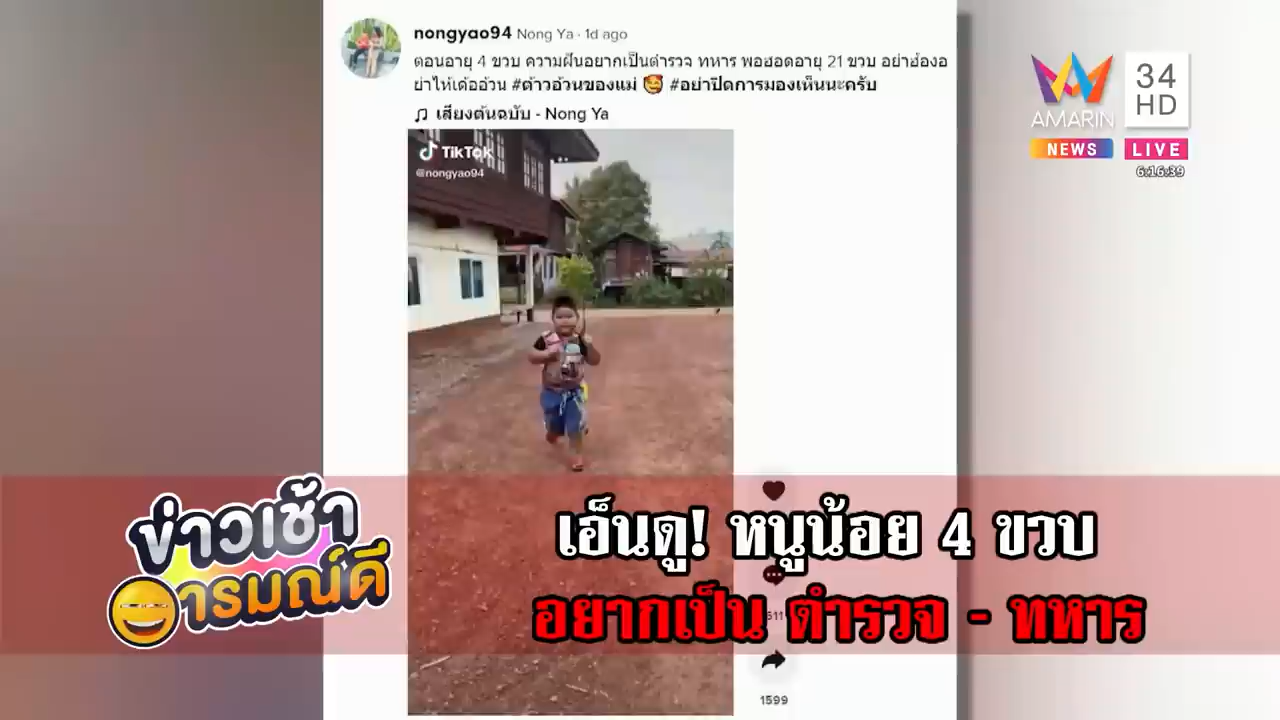 nongyao94 Nong Ya · 1d ago
ตอนอายุ 4 ขวบ ความฝันอยากเป็นตำรวจ ทหาร พอฮอดอายุ 21 ขวบ อย่าฮ้องอ
ย่าไห้เด้ออ้วน #ต้าวอ้วนของแม่ 🥰 #อย่าปิดการมองเห็นนะครับ
♫ เสียงต้นฉบับ - Nong Ya
TikTok
@nongyao94
AMARIN
34
HD
NEWS
LIVE
6:16:39
ข่าวเช้า
อารมณ์ดี
เอ็นดู! หนูน้อย 4 ขวบ
อยากเป็น ตำรวจ - ทหาร
1599